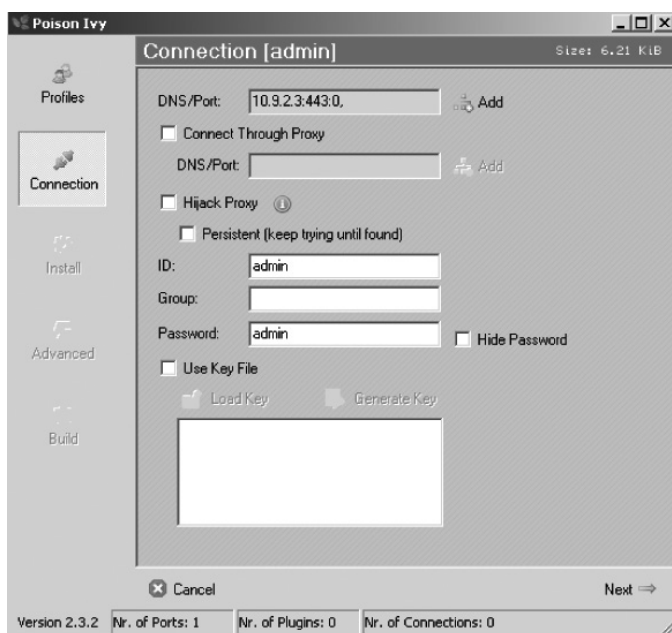 Poison Ivy
Connection [admin]
Size: 6.21 KiB
Profiles
Connection
Install
Advanced
Build
DNS/Port: 10.9.2.3:443:0, Add
Connect Through Proxy
DNS/Port: Add
Hijack Proxy
Persistent (keep trying until found)
ID: admin
Group:
Password: admin Hide Password
Use Key File
Load Key Generate Key
Cancel Next
Version 2.3.2 Nr. of Ports: 1 Nr. of Plugins: 0 Nr. of Connections: 0